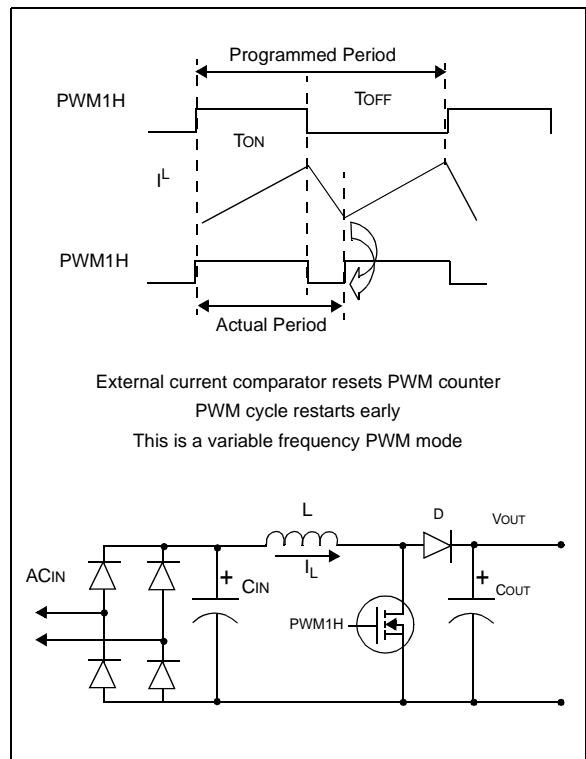 Programmed Period
PWM1H
TOFF
TON
IL
PWM1H
Actual Period
External current comparator resets PWM counter
PWM cycle restarts early
This is a variable frequency PWM mode
L
D
VOUT
ACIN
+
CIN
IL
+
COUT
PWM1H